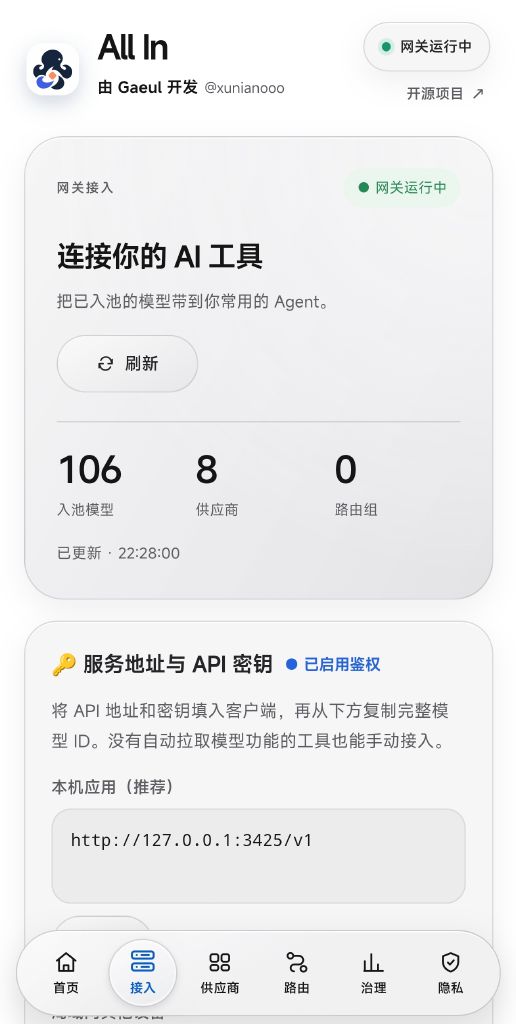 All In
由 Gaeul 开发 @xunianooo
网关运行中
开源项目 ↗
网关接入
网关运行中
连接你的 AI 工具
把已入池的模型带到你常用的 Agent。
刷新
106
8
0
入池模型
供应商
路由组
已更新 · 22:28:00
🔑 服务地址与 API 密钥
已启用鉴权
将 API 地址和密钥填入客户端，再从下方复制完整模
型 ID。没有自动拉取模型功能的工具也能手动接入。
本机应用（推荐）
http://127.0.0.1:3425/v1
首页
接入
供应商
路由
治理
隐私